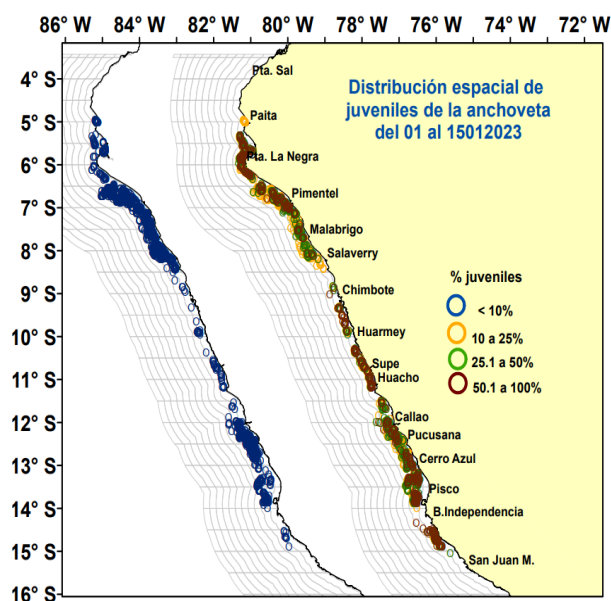 86 W
84 W
82 W
80 W
78 W
76 W
74 W
72 W
4° S
5° S
6° S
7° S
8° S
9° S
10° S
11° S
12° S
13° S
14° S
15° S
16° S
Distribución espacial de
juveniles de la anchoveta
del 01 al 15012023
Pta. Sal
Paita
Pta. La Negra
Pimentel
Malabrigo
Salaverry
Chimbote
Huarmey
Supe
Huacho
Callao
Pucusana
Cerro Azul
Pisco
B.Independencia
San Juan M.
% juveniles
< 10%
10 a 25%
25.1 a 50%
50.1 a 100%